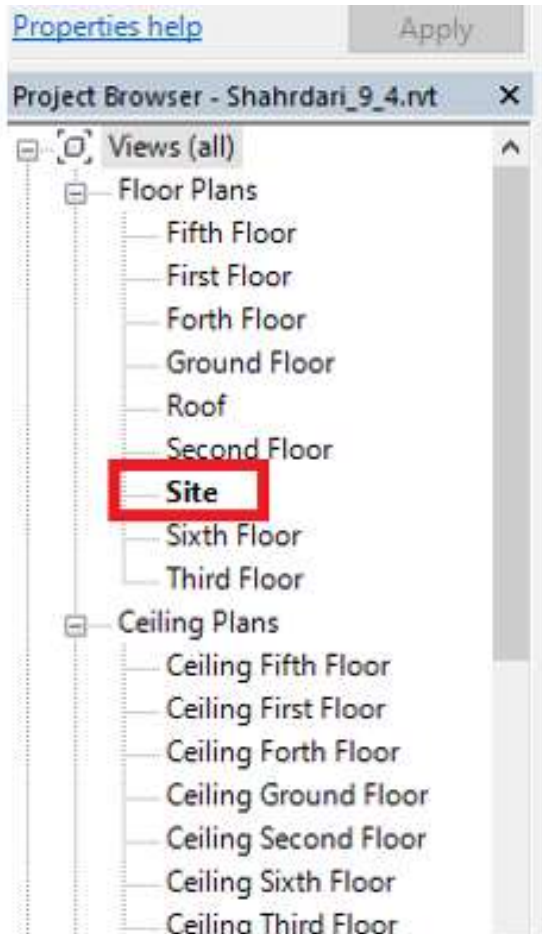 Properties help
Apply
Project Browser - Shahrdari_9_4.rvt
Views (all)
Floor Plans
Fifth Floor
First Floor
Forth Floor
Ground Floor
Roof
Second Floor
Site
Sixth Floor
Third Floor
Ceiling Plans
Ceiling Fifth Floor
Ceiling First Floor
Ceiling Forth Floor
Ceiling Ground Floor
Ceiling Second Floor
Ceiling Sixth Floor
Ceiling Third Floor